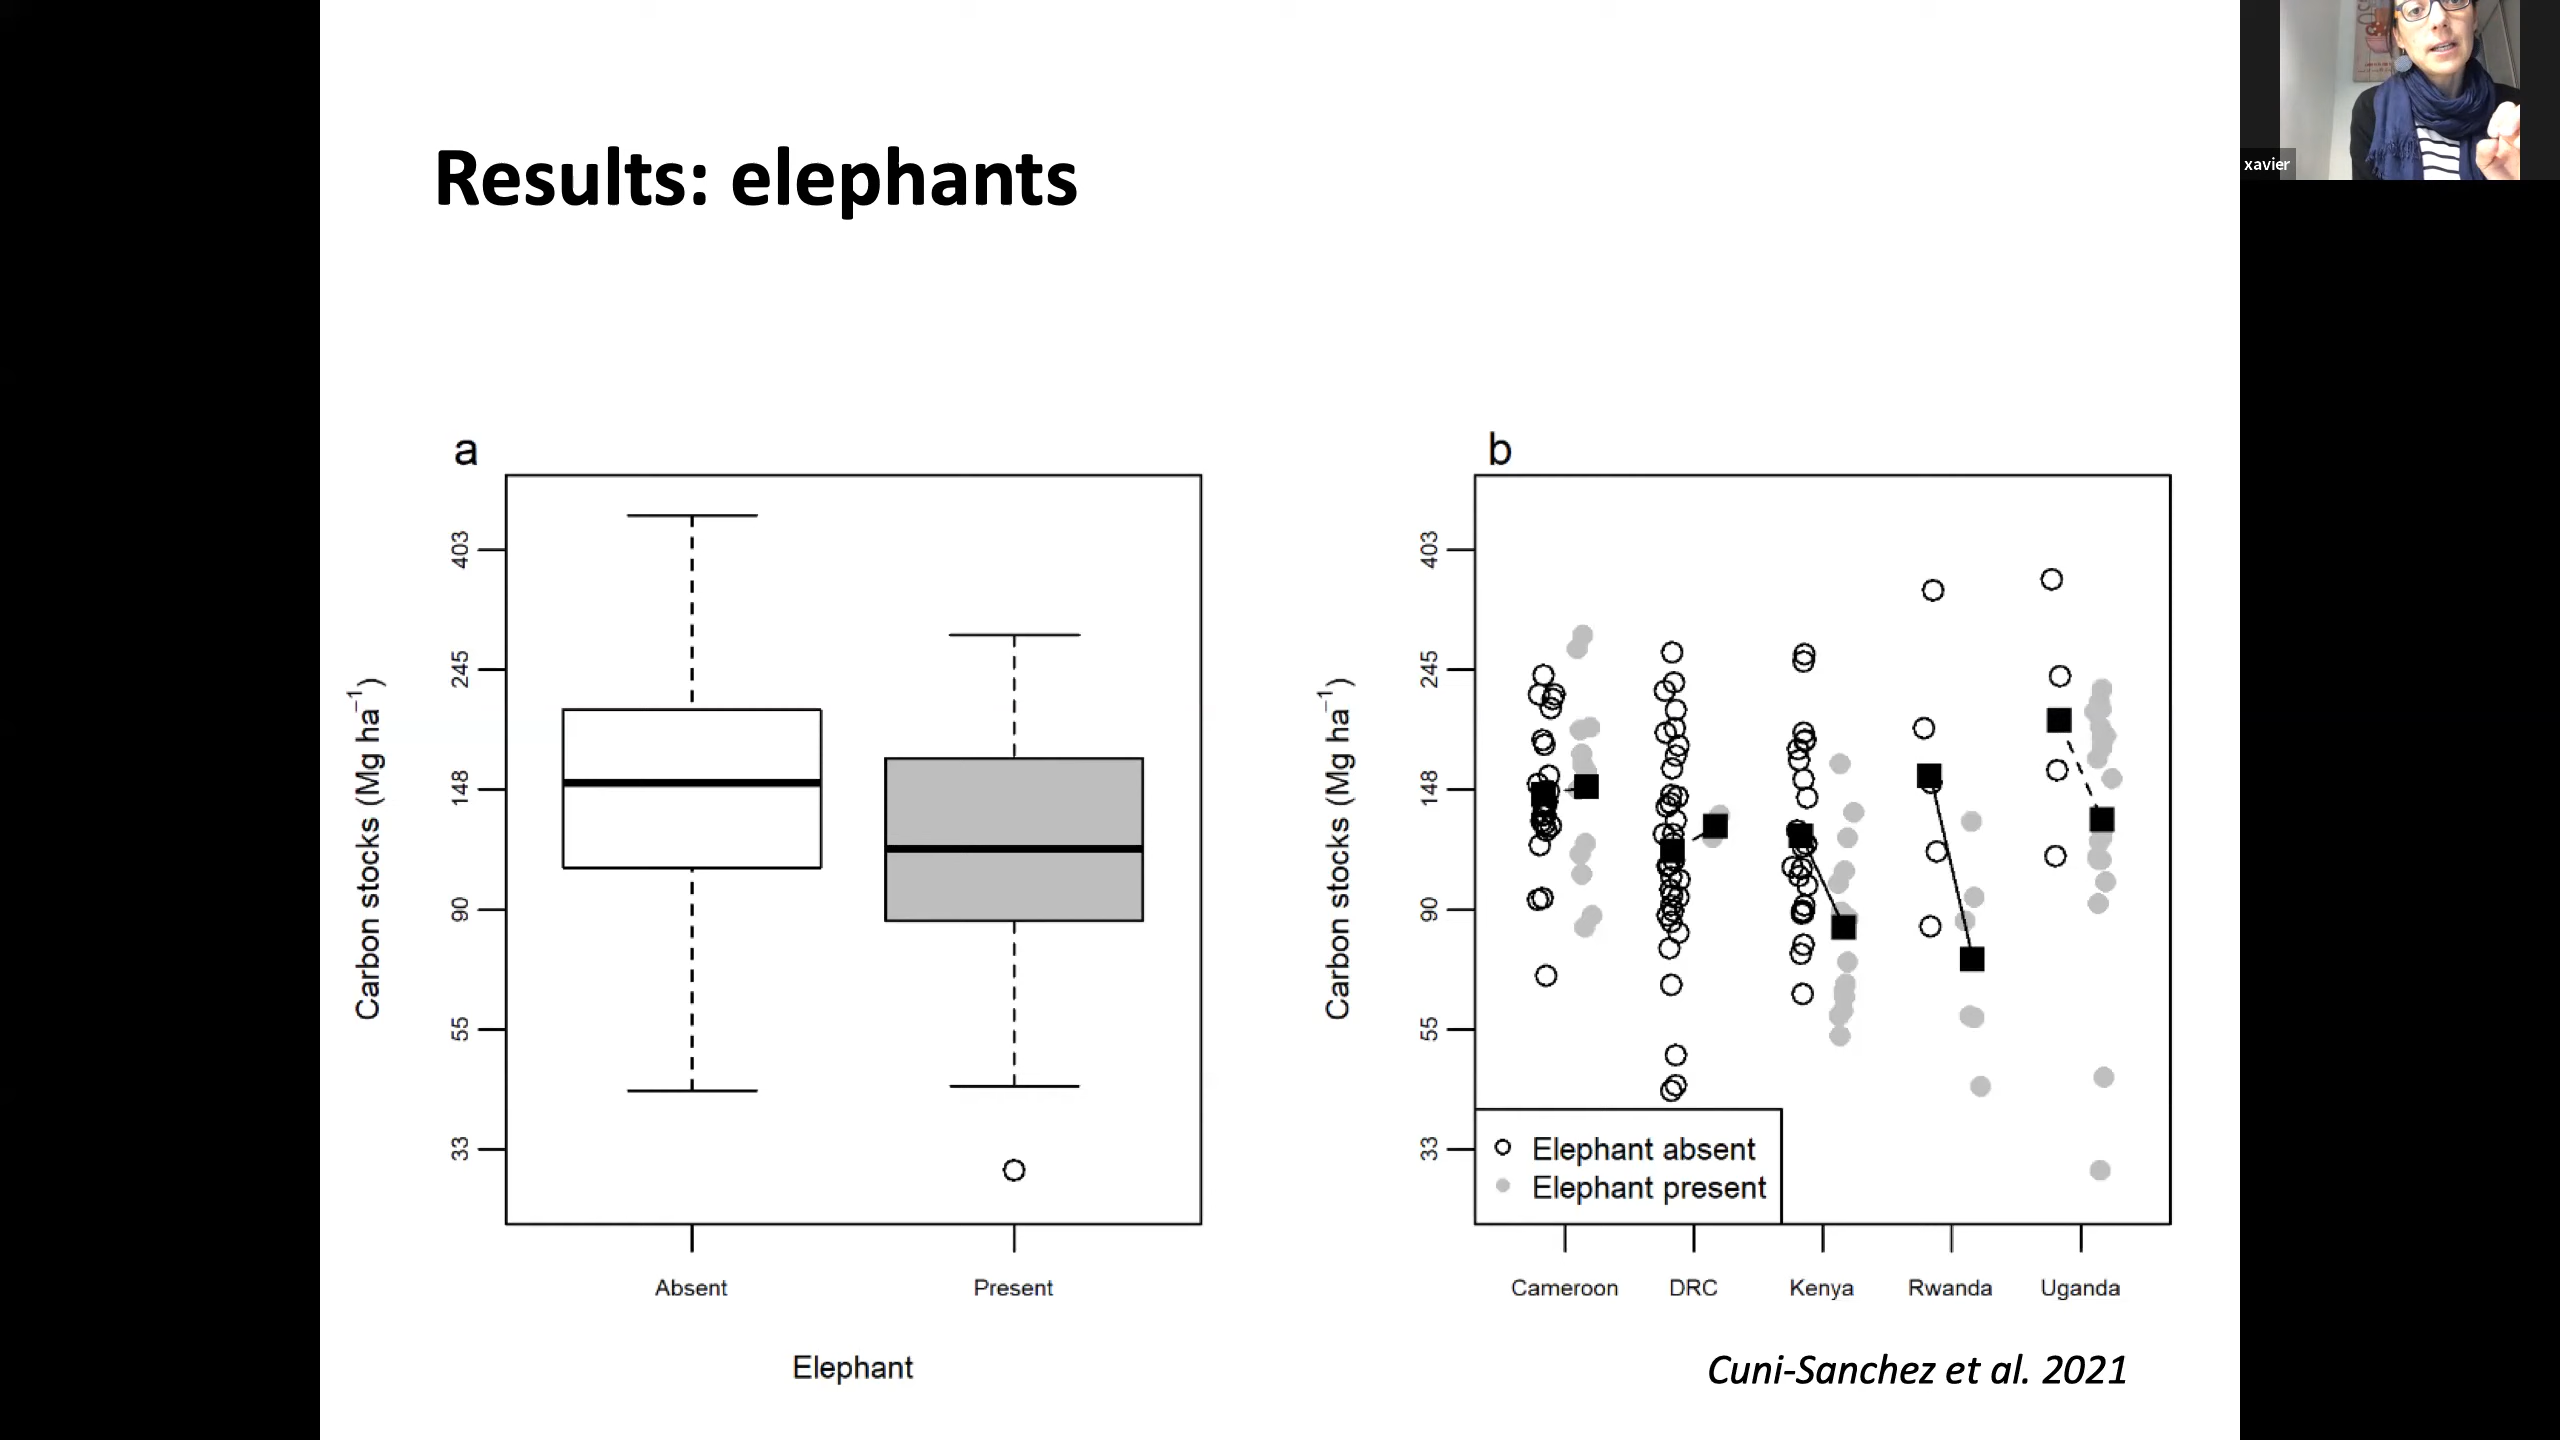 xavier
Results: elephants
a
Carbon stocks (Mg ha⁻¹)
403
245
148
90
55
33
Absent
Present
Elephant
b
Carbon stocks (Mg ha⁻¹)
403
245
148
90
55
33
Elephant absent
Elephant present
Cameroon
DRC
Kenya
Rwanda
Uganda
Cuni-Sanchez et al. 2021